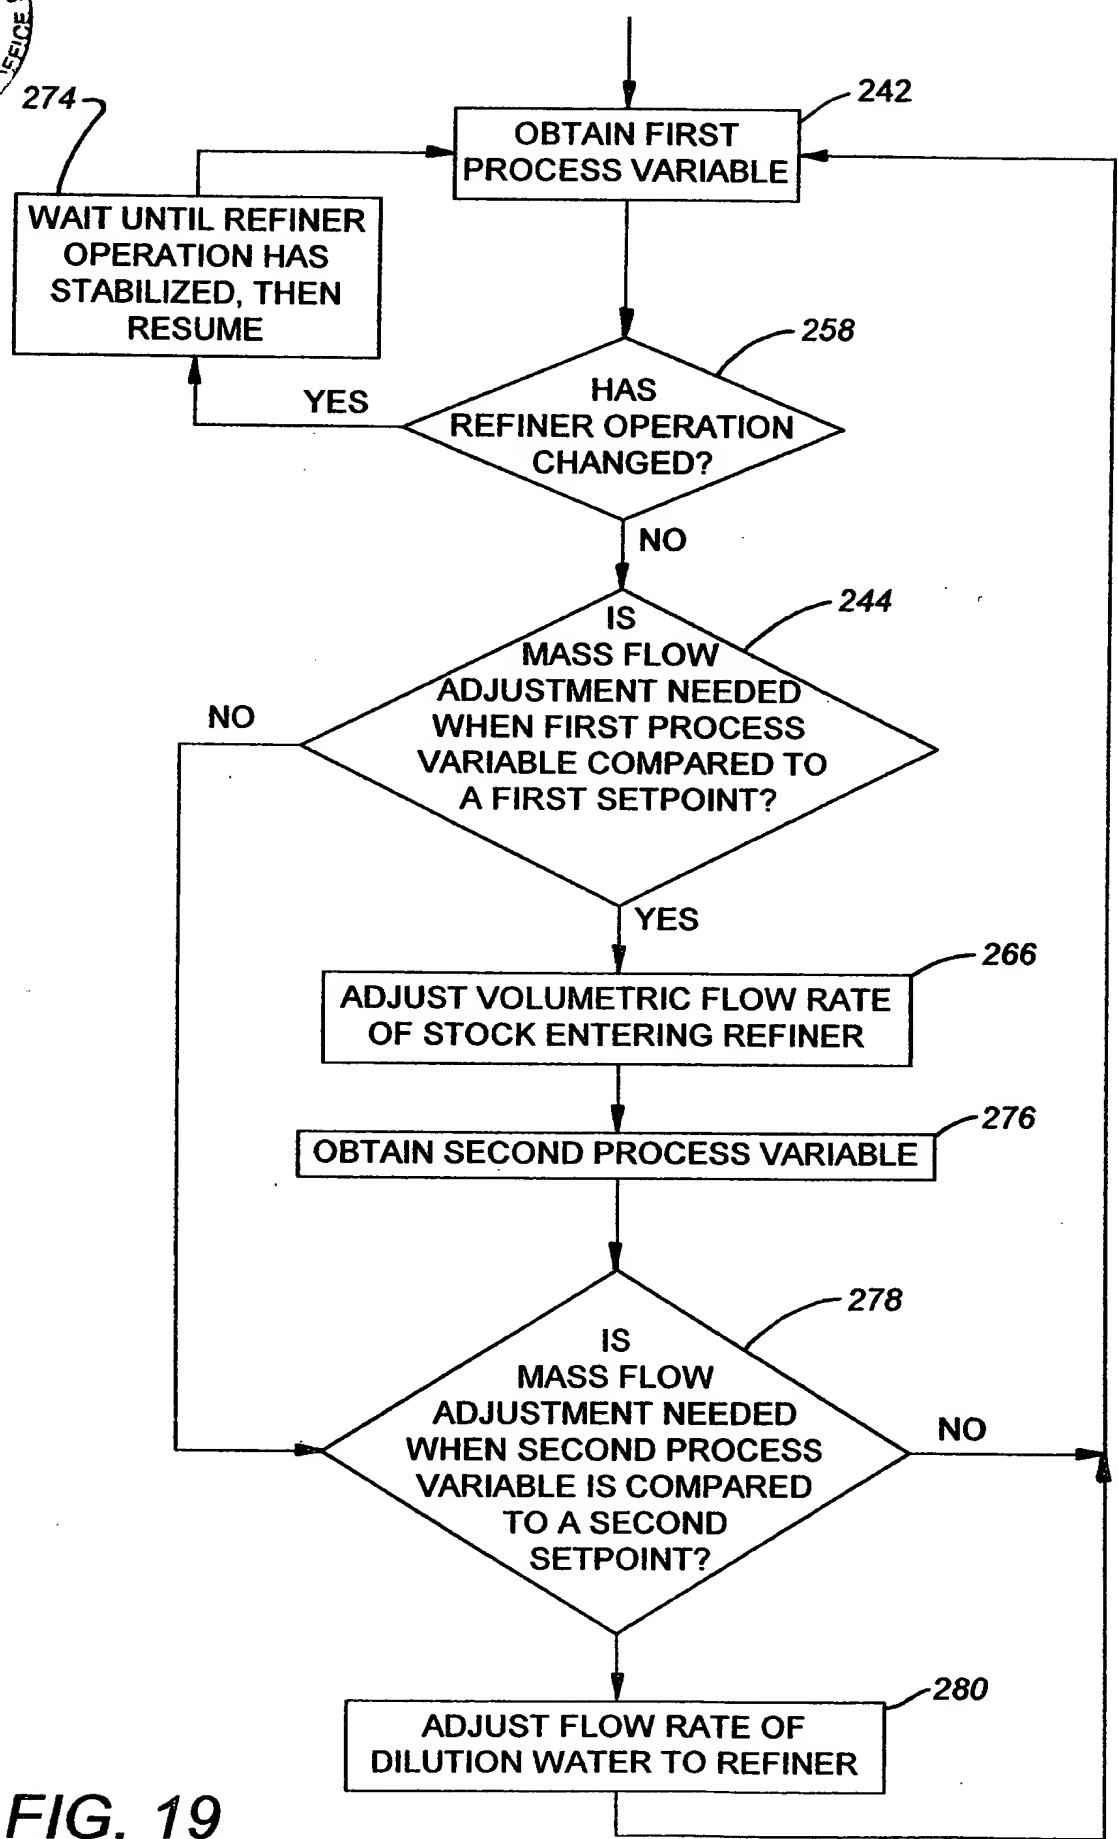 OFFICE
274
242
OBTAIN FIRST
PROCESS VARIABLE
WAIT UNTIL REFINER
OPERATION HAS
STABILIZED, THEN
RESUME
258
YES
HAS
REFINER OPERATION
CHANGED?
NO
244
IS
MASS FLOW
ADJUSTMENT NEEDED
WHEN FIRST PROCESS
VARIABLE COMPARED TO
A FIRST SETPOINT?
NO
YES
266
ADJUST VOLUMETRIC FLOW RATE
OF STOCK ENTERING REFINER
276
OBTAIN SECOND PROCESS VARIABLE
278
IS
MASS FLOW
ADJUSTMENT NEEDED
WHEN SECOND PROCESS
VARIABLE IS COMPARED
TO A SECOND
SETPOINT?
NO
280
ADJUST FLOW RATE OF
DILUTION WATER TO REFINER
FIG. 19